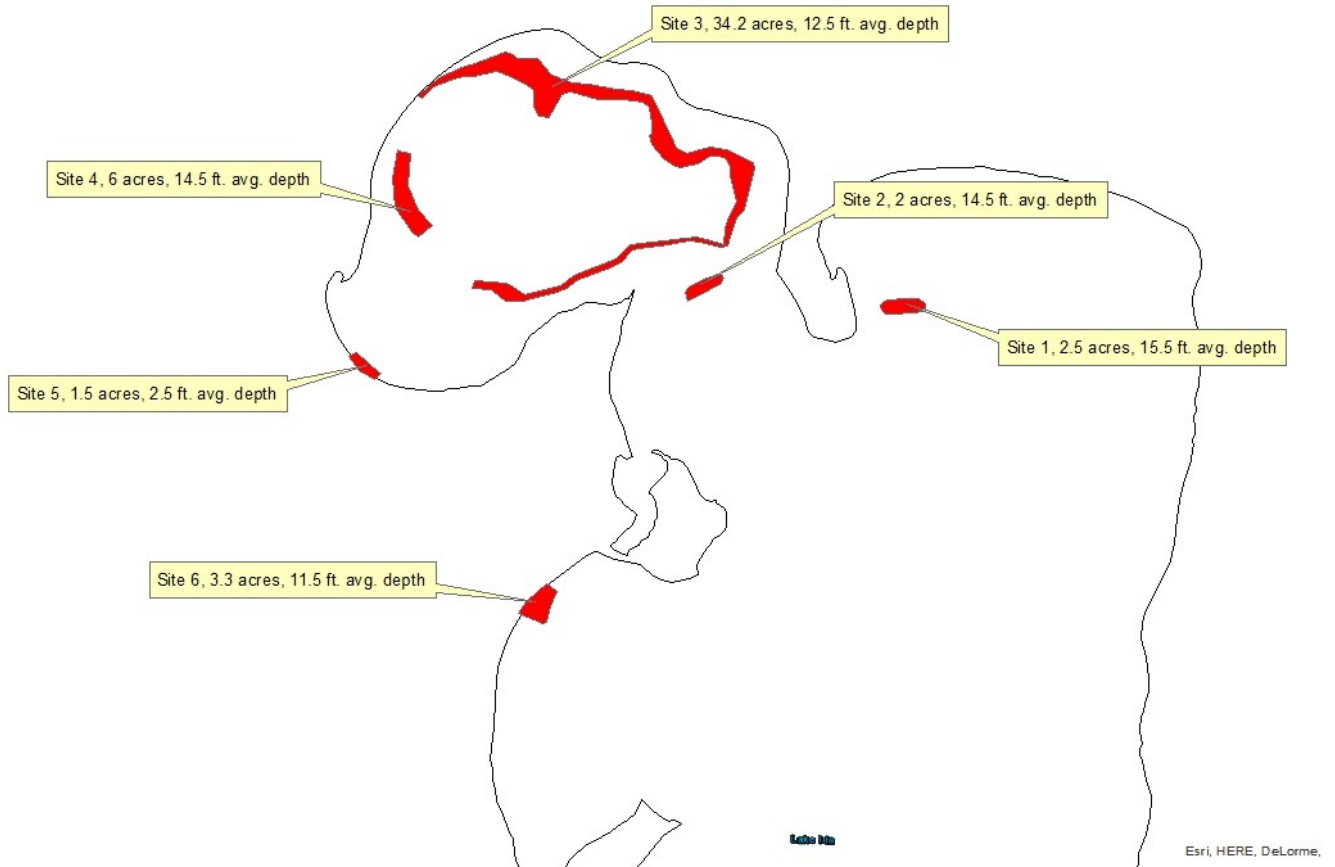 Site 3, 34.2 acres, 12.5 ft. avg. depth
Site 4, 6 acres, 14.5 ft. avg. depth
Site 2, 2 acres, 14.5 ft. avg. depth
Site 1, 2.5 acres, 15.5 ft. avg. depth
Site 5, 1.5 acres, 2.5 ft. avg. depth
Site 6, 3.3 acres, 11.5 ft. avg. depth
Lake Ida
Esri, HERE, DeLorme,